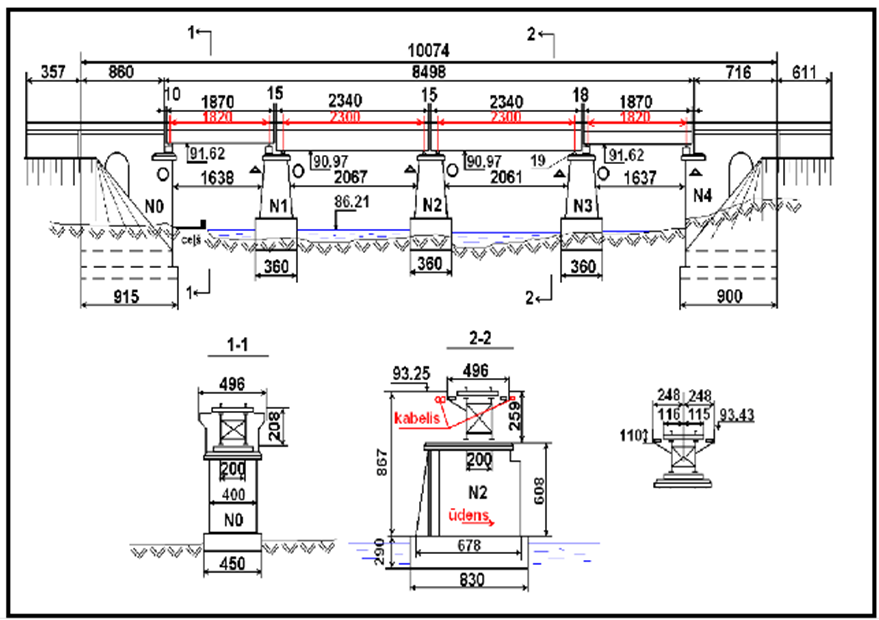 1 2
10074
357 860 8498 716 611
10 1870 15 2340 15 2340 18 1870
1820 2300 2300 1820
91.62 90.97 90.97 19 91.62
1638 2067 2061 1637
N0 N1 N2 N3 N4
86.21
ceļš
360 360 360
1 2
915 900
1-1 2-2
496 93.25 496
208 kabelis 259
248 248
116 115 93.43
110
200 867 200 608
400 N2
N0 ūdens
290 678
450 830